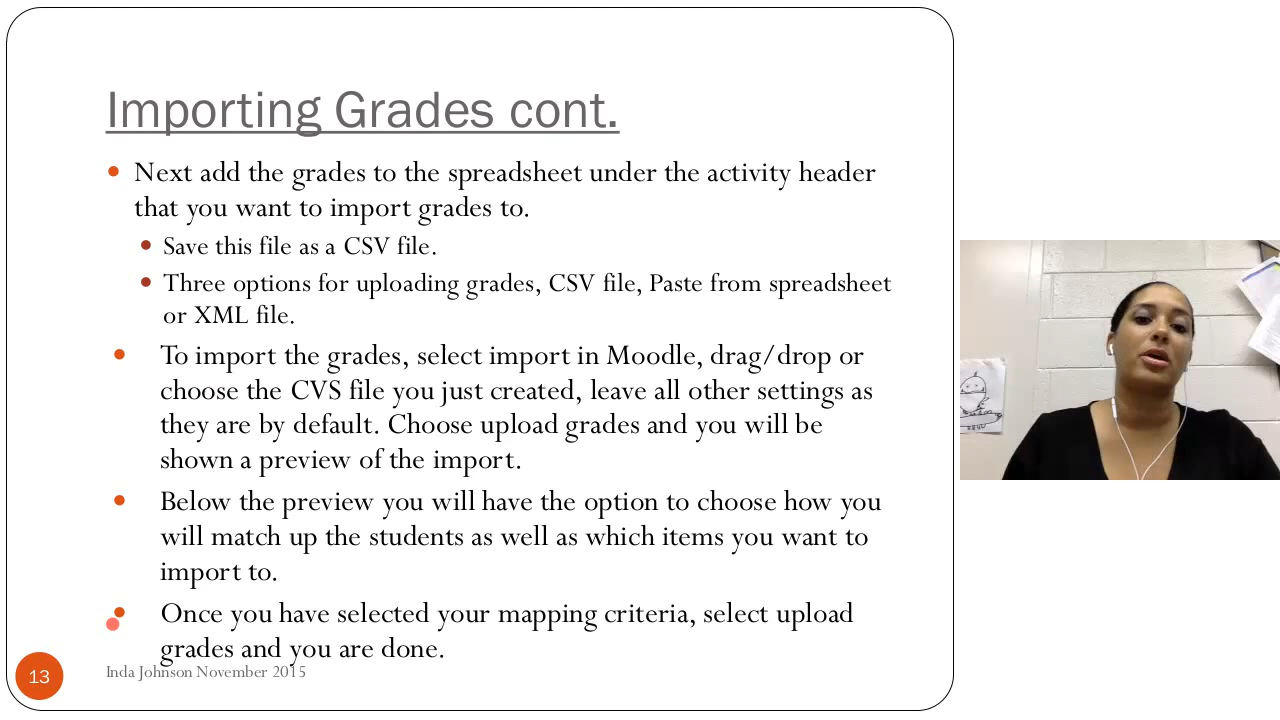 Importing Grades cont.
Next add the grades to the spreadsheet under the activity header
that you want to import grades to.
Save this file as a CSV file.
Three options for uploading grades, CSV file, Paste from spreadsheet
or XML file.
To import the grades, select import in Moodle, drag/drop or
choose the CVS file you just created, leave all other settings as
they are by default. Choose upload grades and you will be
shown a preview of the import.
Below the preview you will have the option to choose how you
will match up the students as well as which items you want to
import to.
Once you have selected your mapping criteria, select upload
grades and you are done.
13
Inda Johnson November 2015